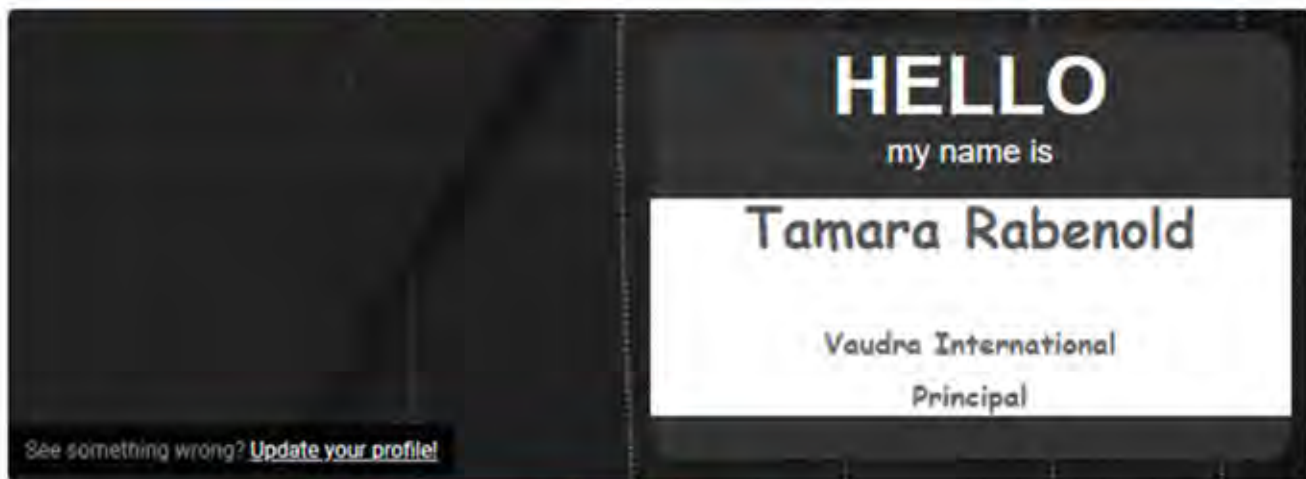 HELLO
my name is
Tamara Rabenold
Vaudra International
Principal
See something wrong? Update your profile!